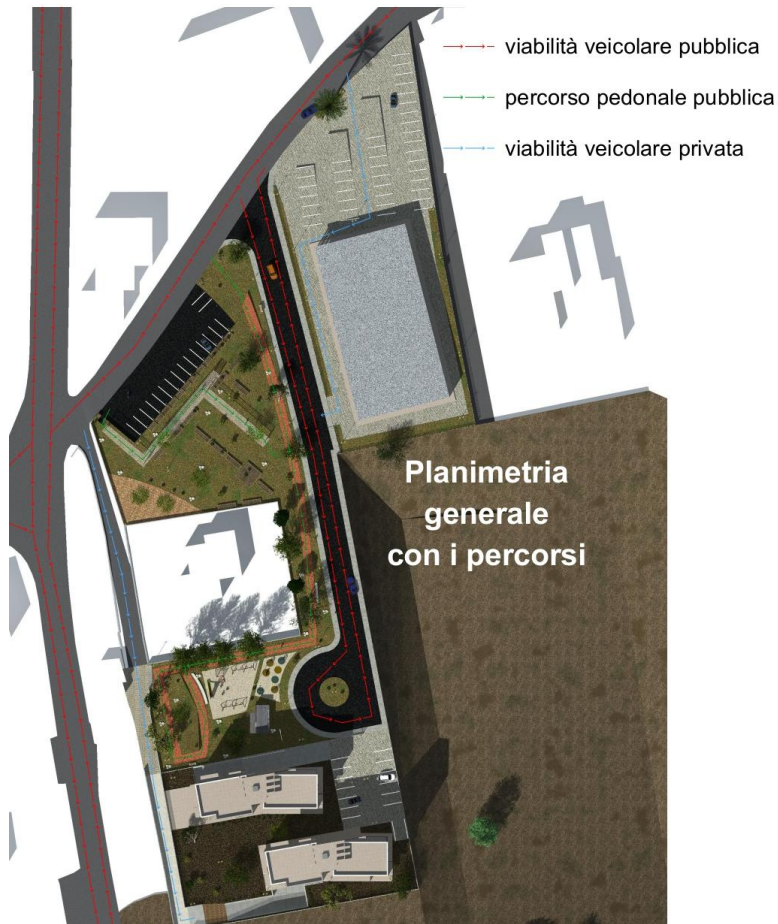 viabilità veicolare pubblica
percorso pedonale pubblica
viabilità veicolare privata
Planimetria
generale
con i percorsi